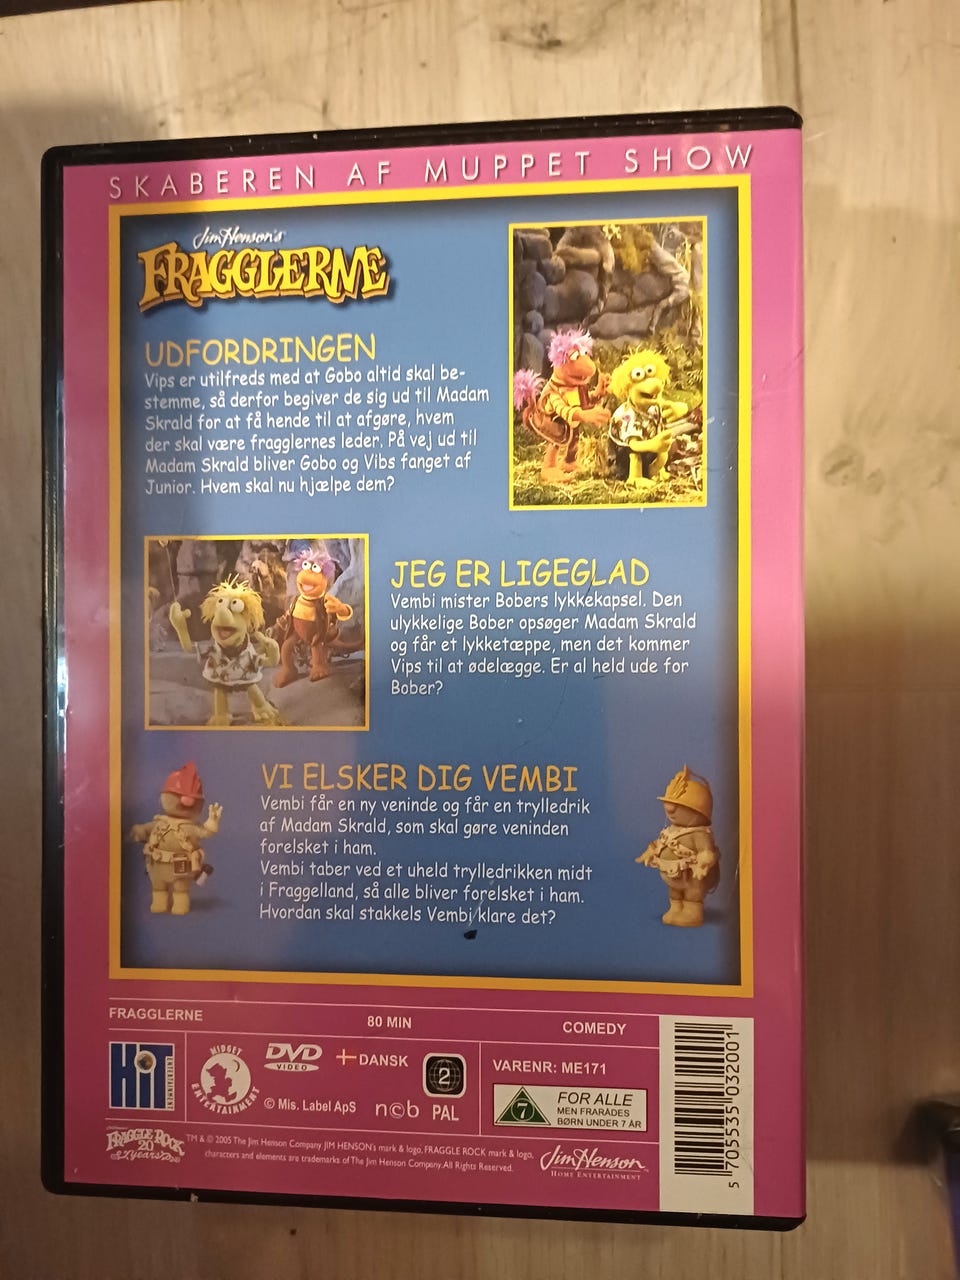 SKABEREN AF MUPPET SHOW
Jim Henson's
FRAGGLERNE
UDFORDRINGEN
Vips er utilfreds med at Gobo altid skal be-
stemme, så derfor begiver de sig ud til Madam
Skrald for at få hende til at afgøre, hvem
der skal være fragglernes leder. På vej ud til
Madam Skrald bliver Gobo og Vibs fanget af
Junior. Hvem skal nu hjælpe dem?
JEG ER LIGEGLAD
Vembi mister Bobers lykkekapsel. Den
ulykkelige Bober opsøger Madam Skrald
og får et lykketæppe, men det kommer
Vips til at ødelægge. Er al held ude for
Bober?
VI ELSKER DIG VEMBI
Vembi får en ny veninde og får en trylledrik
af Madam Skrald, som skal gøre veninden
forelsket i ham.
Vembi taber ved et uheld trylledrikken midt
i Fraggelland, så alle bliver forelsket i ham.
Hvordan skal stakkels Vembi klare det?
FRAGGLERNE
80 MIN
COMEDY
HiT
ENTERTAINMENT
MIDGET
ENTERTAINMENT
DVD
VIDEO
DANSK
2
© Mis. Label ApS
n©b
PAL
VARENR: ME171
7
FOR ALLE
MEN FRARÅDES
BØRN UNDER 7 ÅR
FRAGGLE ROCK
20
years
TM & © 2005 The Jim Henson Company. JIM HENSON's mark & logo, FRAGGLE ROCK mark & logo,
characters and elements are trademarks of The Jim Henson Company. All Rights Reserved.
Jim Henson
HOME ENTERTAINMENT
5 705535 032001